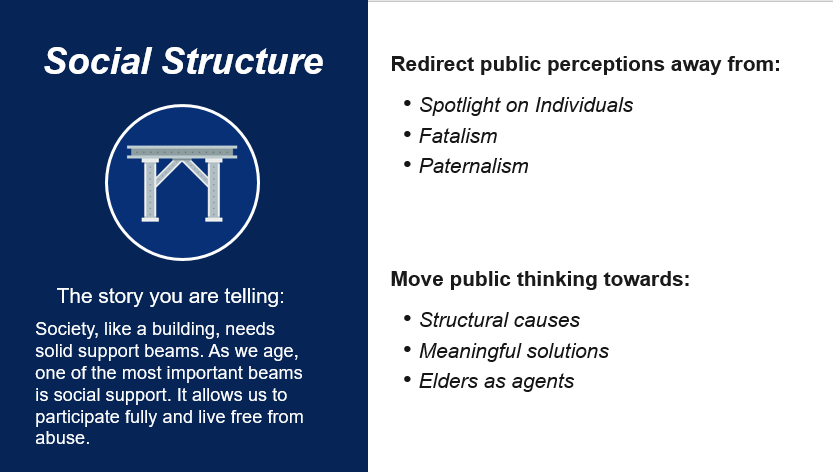 Social Structure
The story you are telling:
Society, like a building, needs
solid support beams. As we age,
one of the most important beams
is social support. It allows us to
participate fully and live free from
abuse.
Redirect public perceptions away from:
• Spotlight on Individuals
• Fatalism
• Paternalism
Move public thinking towards:
• Structural causes
• Meaningful solutions
• Elders as agents